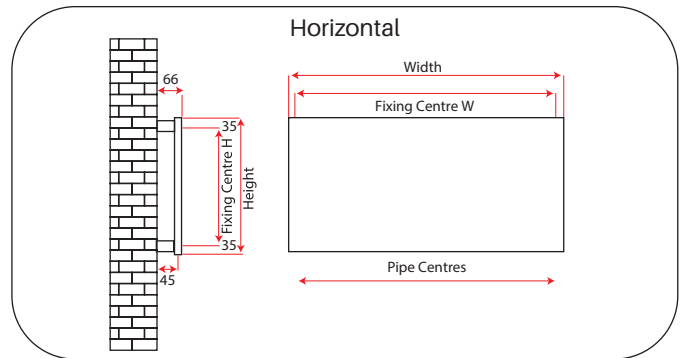 Horizontal
66
35
Fixing Centre H
Height
35
45
Width
Fixing Centre W
Pipe Centres